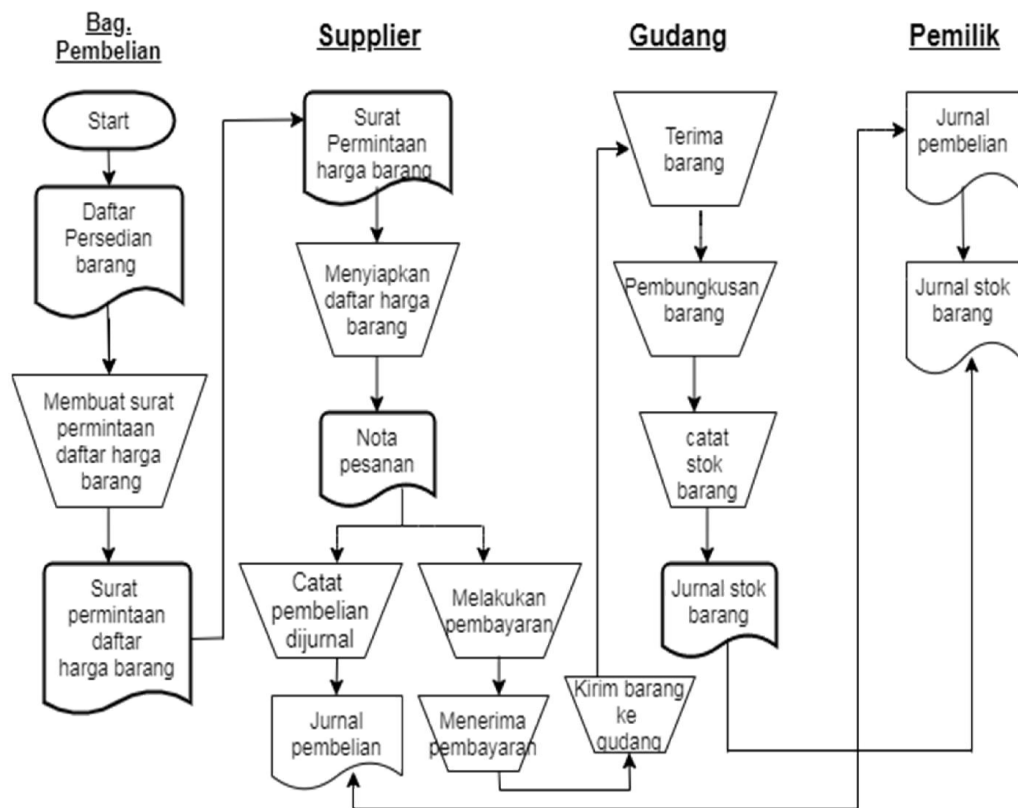 Bag.
Pembelian
Supplier
Gudang
Pemilik
Start
Daftar
Persedian
barang
Membuat surat
permintaan
daftar harga
barang
Surat
permintaan
daftar
harga barang
Surat
Permintaan
harga barang
Menyiapkan
daftar harga
barang
Nota
pesanan
Catat
pembelian
dijurnal
Melakukan
pembayaran
Jurnal
pembelian
Menerima
pembayaran
Kirim barang
ke
gudang
Terima
barang
Pembungkusan
barang
catat
stok
barang
Jurnal stok
barang
Jurnal
pembelian
Jurnal stok
barang